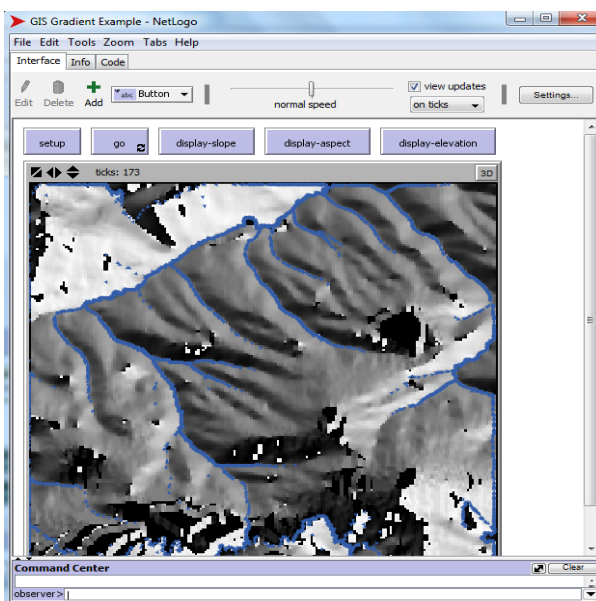 GIS Gradient Example - NetLogo
File Edit Tools Zoom Tabs Help
Interface Info Code
Edit Delete Add abc Button normal speed view updates on ticks Settings...
setup go display-slope display-aspect display-elevation
ticks: 173 3D
Command Center Clear
observer>